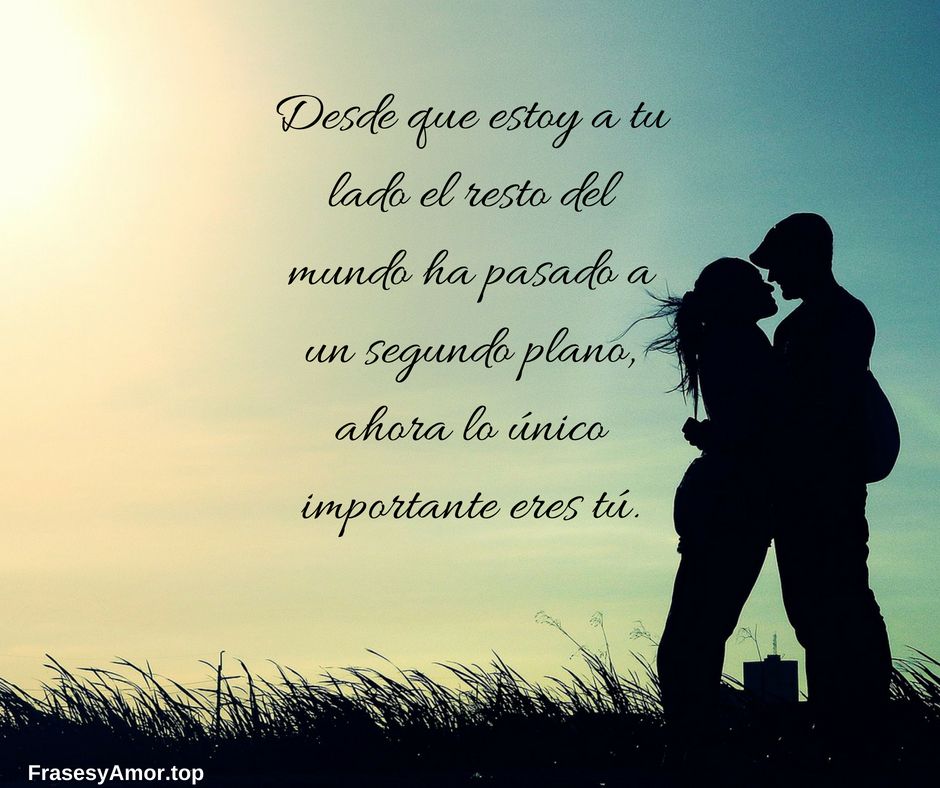 Desde que estoy a tu
lado el resto del
mundo ha pasado a
un segundo plano,
ahora lo único
importante eres tú.
FrasesyAmor.top